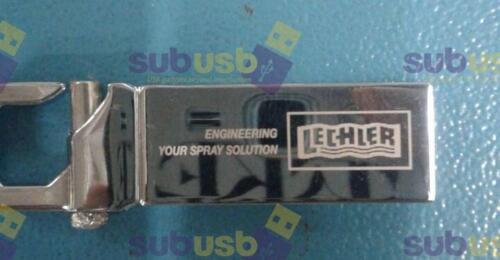 subusb
subusb
ENGINEERING
YOUR SPRAY SOLUTION
LECHLER
subusb
subusb